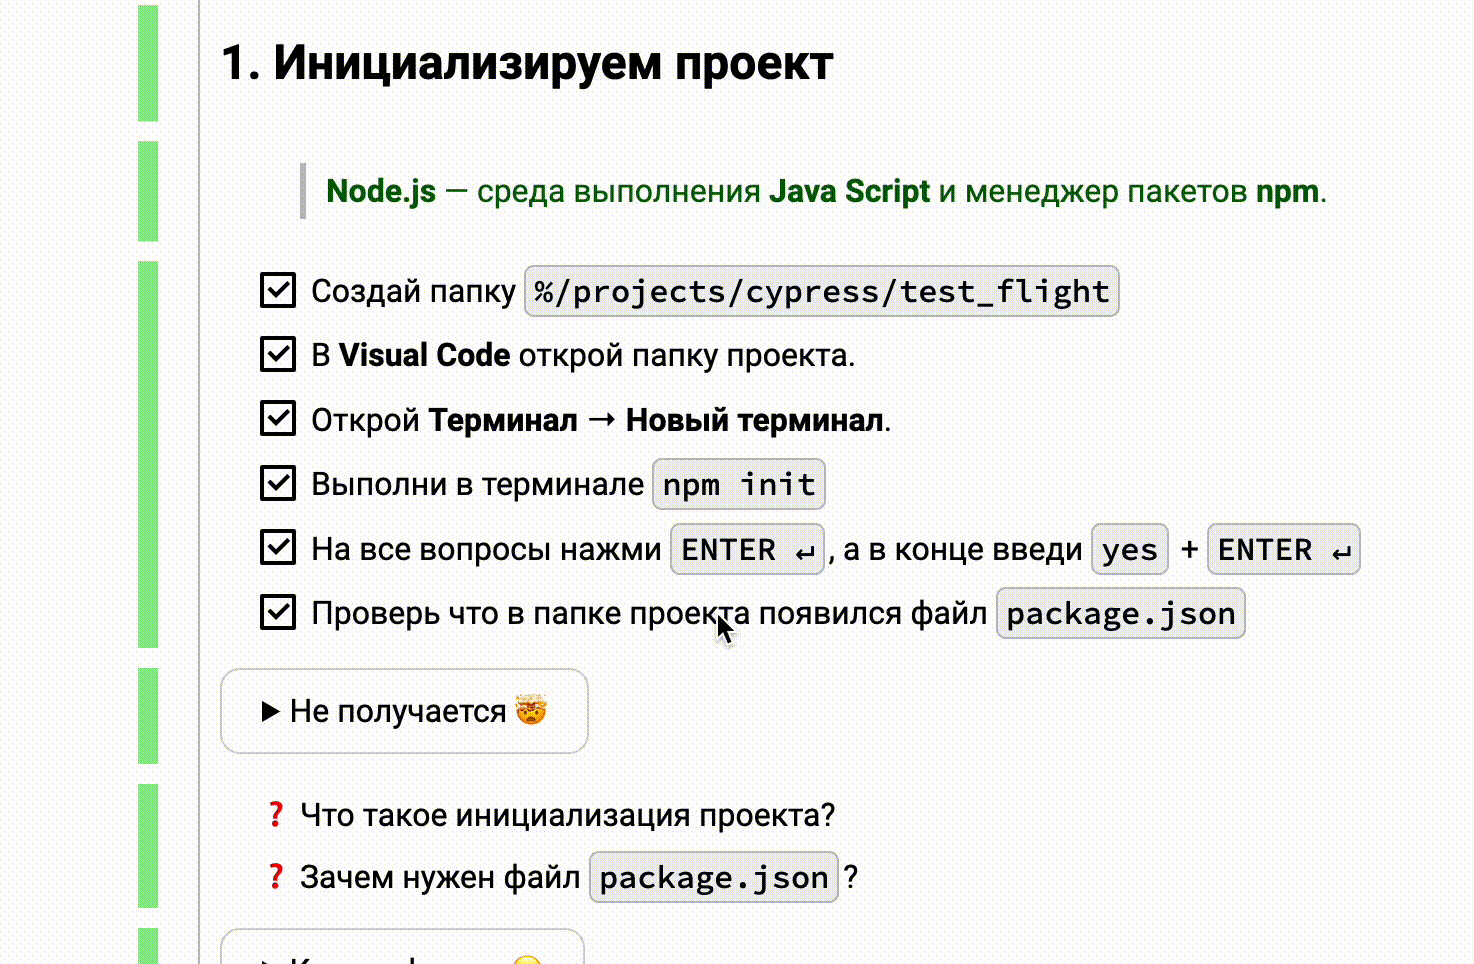 1. Инициализируем проект
Node.js — среда выполнения Java Script и менеджер пакетов npm.
Создай папку %/projects/cypress/test_flight
В Visual Code открой папку проекта.
Открой Терминал → Новый терминал.
Выполни в терминале npm init
На все вопросы нажми ENTER ↵, а в конце введи yes + ENTER ↵
Проверь что в папке проекта появился файл package.json
▶ Не получается 🤯
? Что такое инициализация проекта?
? Зачем нужен файл package.json?